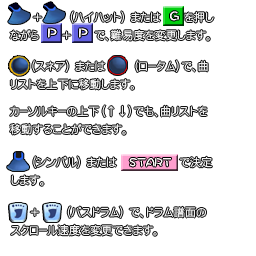 + (ハイハット) または G を押し
ながら P + P で、難易度を変更します。
(スネア) または (ロータム) で、曲
リストを上下に移動します。
カーソルキーの上下 (↑↓) でも、曲リストを
移動することができます。
(シンバル) または START で決定
します。
+ (バスドラム) で、ドラム譜面の
スクロール速度を変更できます。